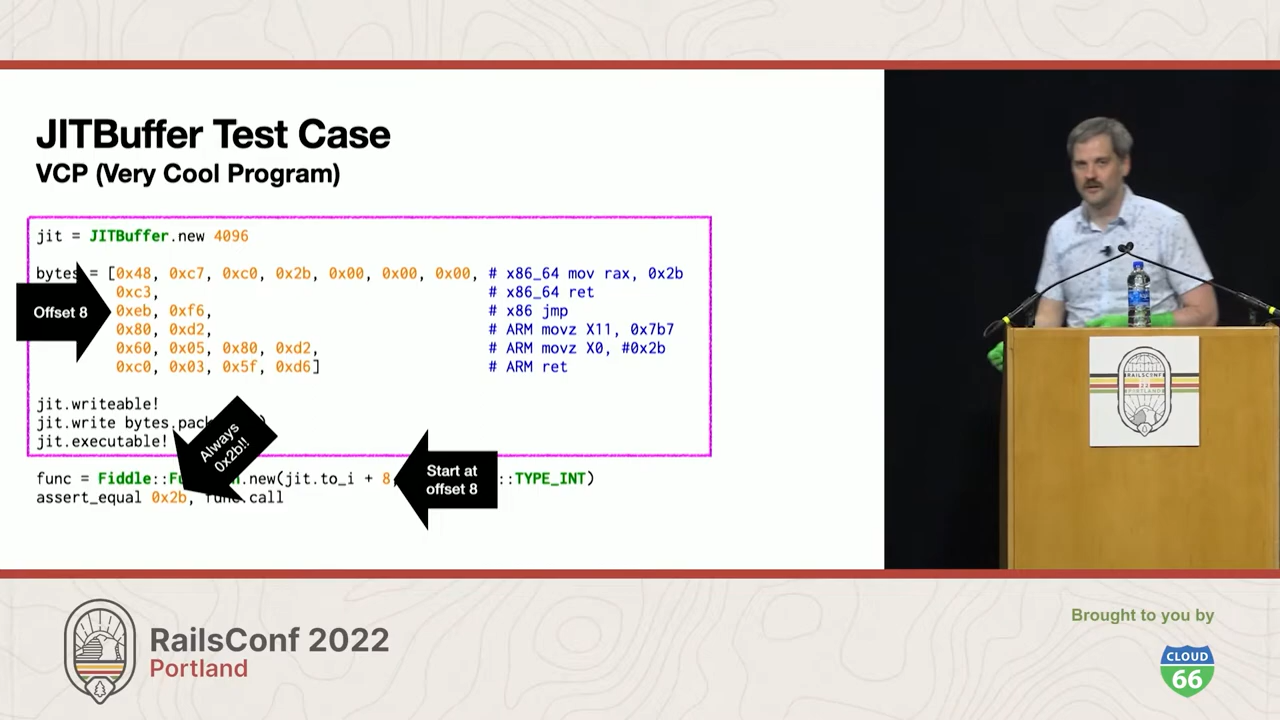 JITBuffer Test Case
VCP (Very Cool Program)
jit = JITBuffer.new 4096
bytes = [0x48, 0xc7, 0xc0, 0x2b, 0x00, 0x00, 0x00, # x86_64 mov rax, 0x2b
0xc3, # x86_64 ret
Offset 8
0xeb, 0xf6, # x86 jmp
0x80, 0xd2, # ARM movz X11, 0x7b7
0x60, 0x05, 0x80, 0xd2, # ARM movz X0, #0x2b
0xc0, 0x03, 0x5f, 0xd6] # ARM ret
jit.writeable!
jit.write bytes.pac )
jit.executable!
Always
0x2b!!
func = Fiddle::Fu .new(jit.to_i + 8, ::TYPE_INT)
Start at
offset 8
assert_equal 0x2b, func.call
RAILSCONF
PORTLAND
RailsConf 2022
Portland
Brought to you by
CLOUD
66